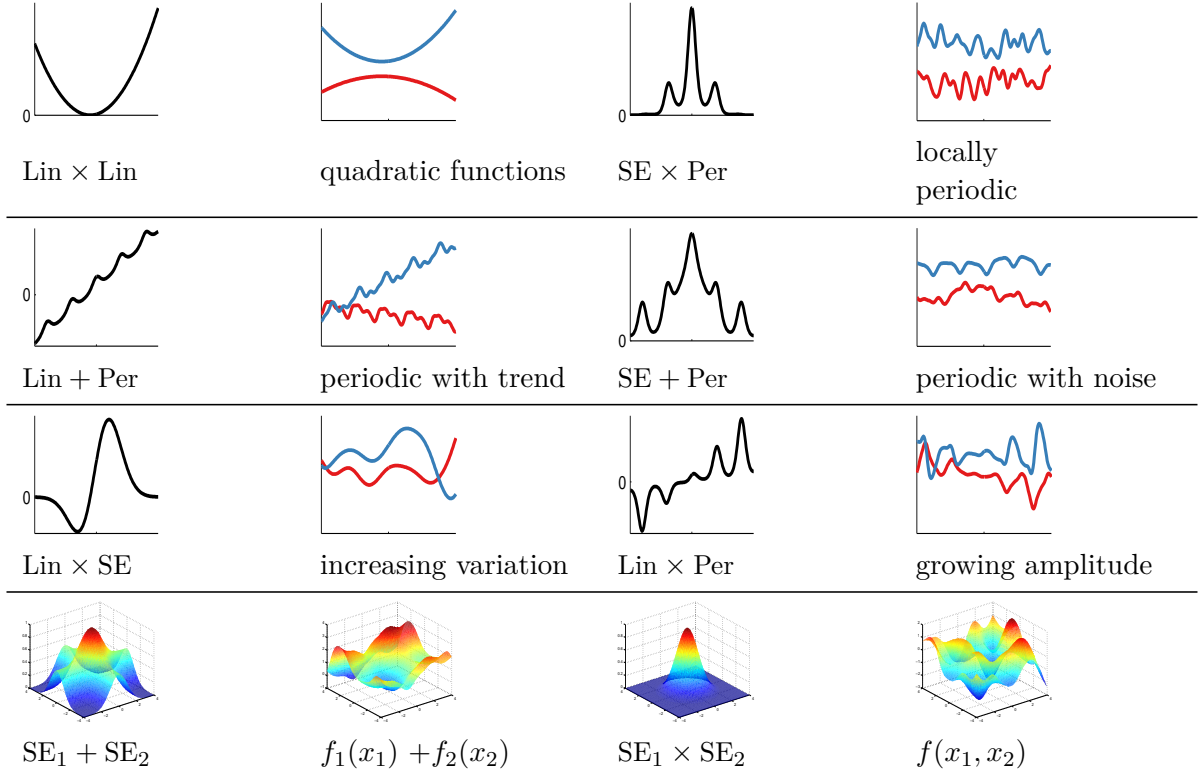 0
0
Lin × Lin
quadratic functions
SE × Per
locally
periodic
0
0
Lin + Per
periodic with trend
SE + Per
periodic with noise
0
0
Lin × SE
increasing variation
Lin × Per
growing amplitude
SE₁ + SE₂
f₁(x₁) +f₂(x₂)
SE₁ × SE₂
f(x₁, x₂)